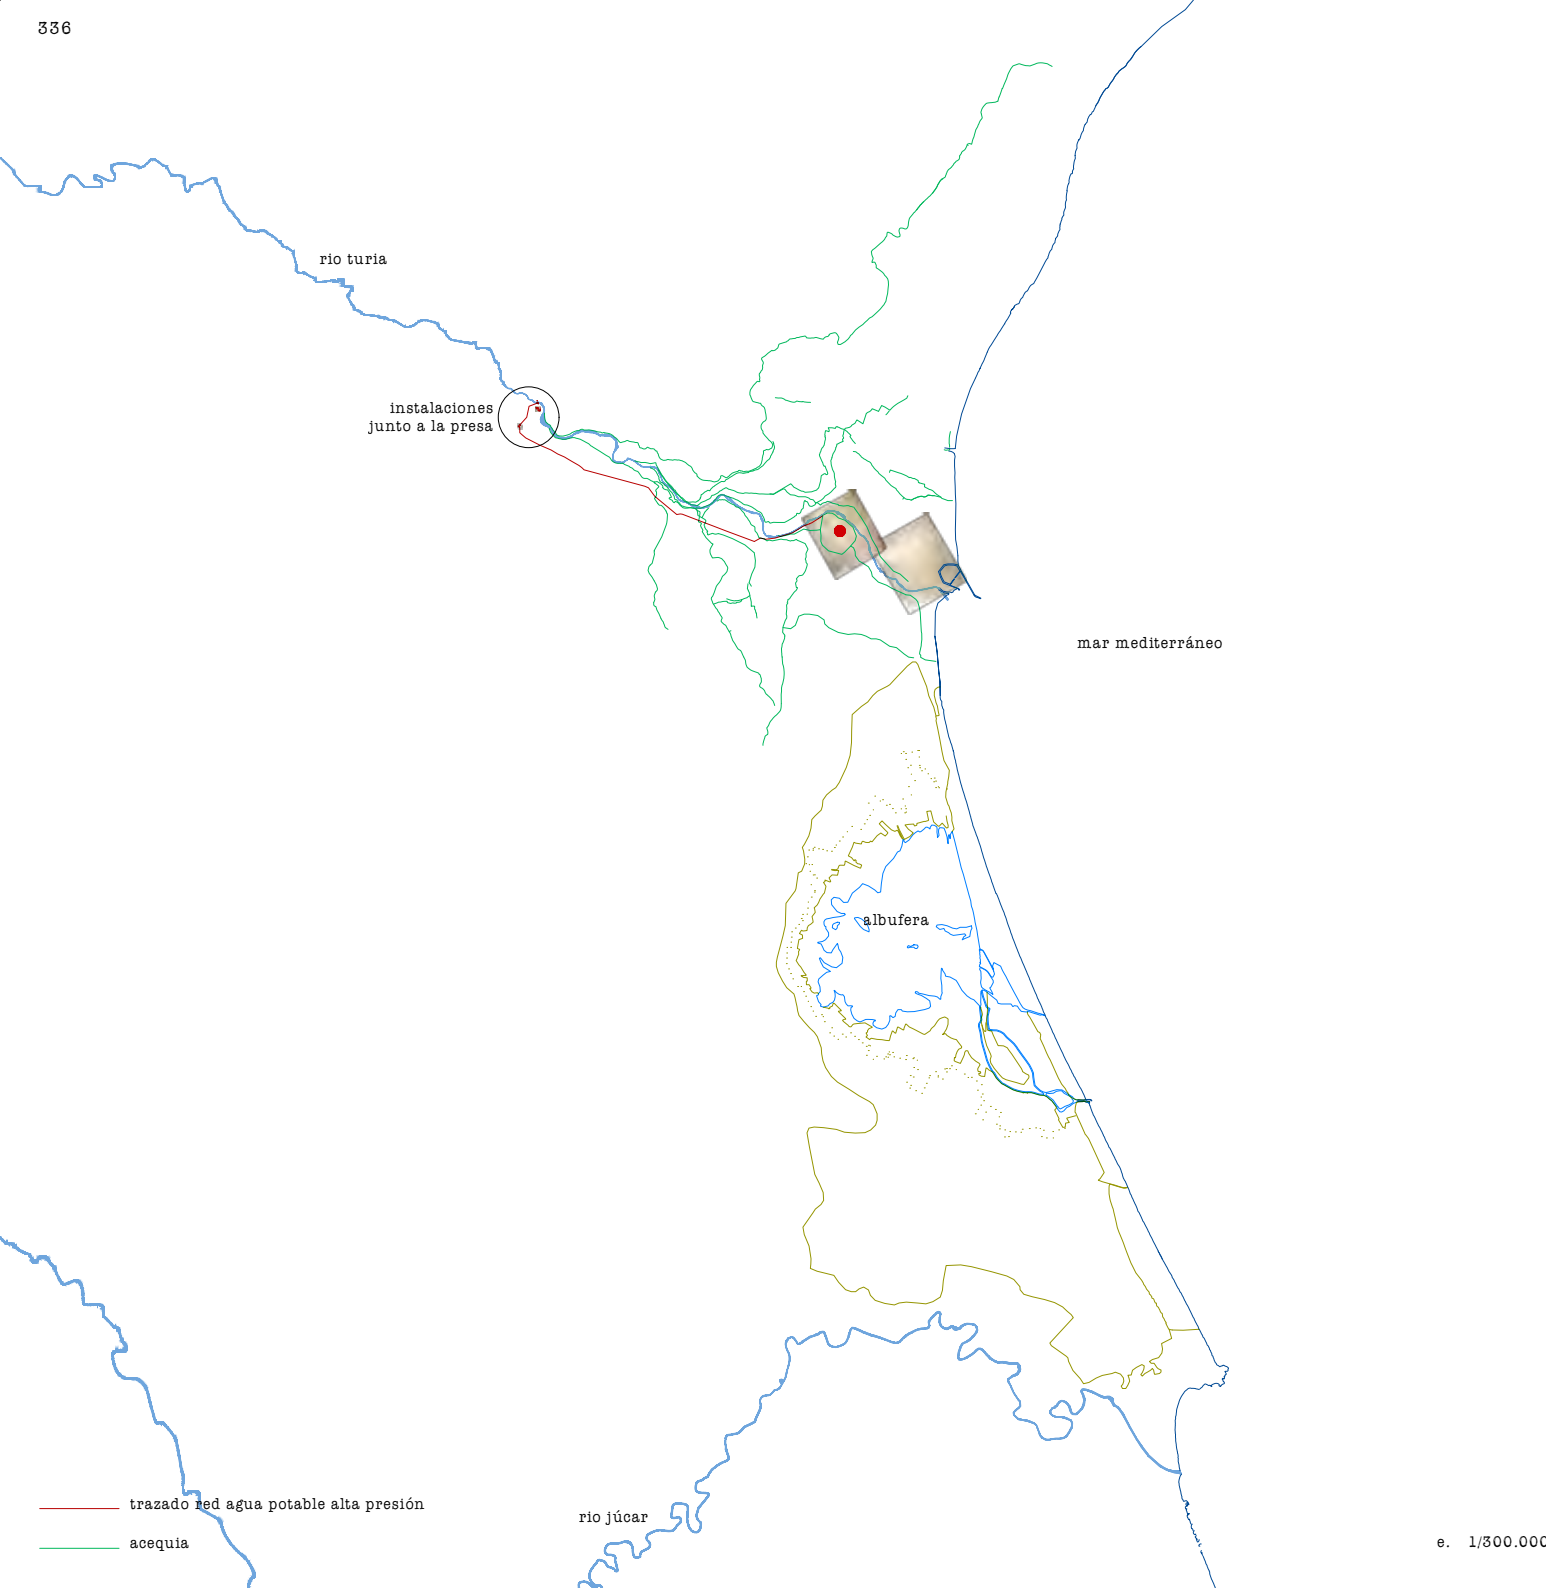 336
rio turia
instalaciones
junto a la presa
mar mediterráneo
albufera
trazado red agua potable alta presión
rio júcar
acequia
e. 1/300.000